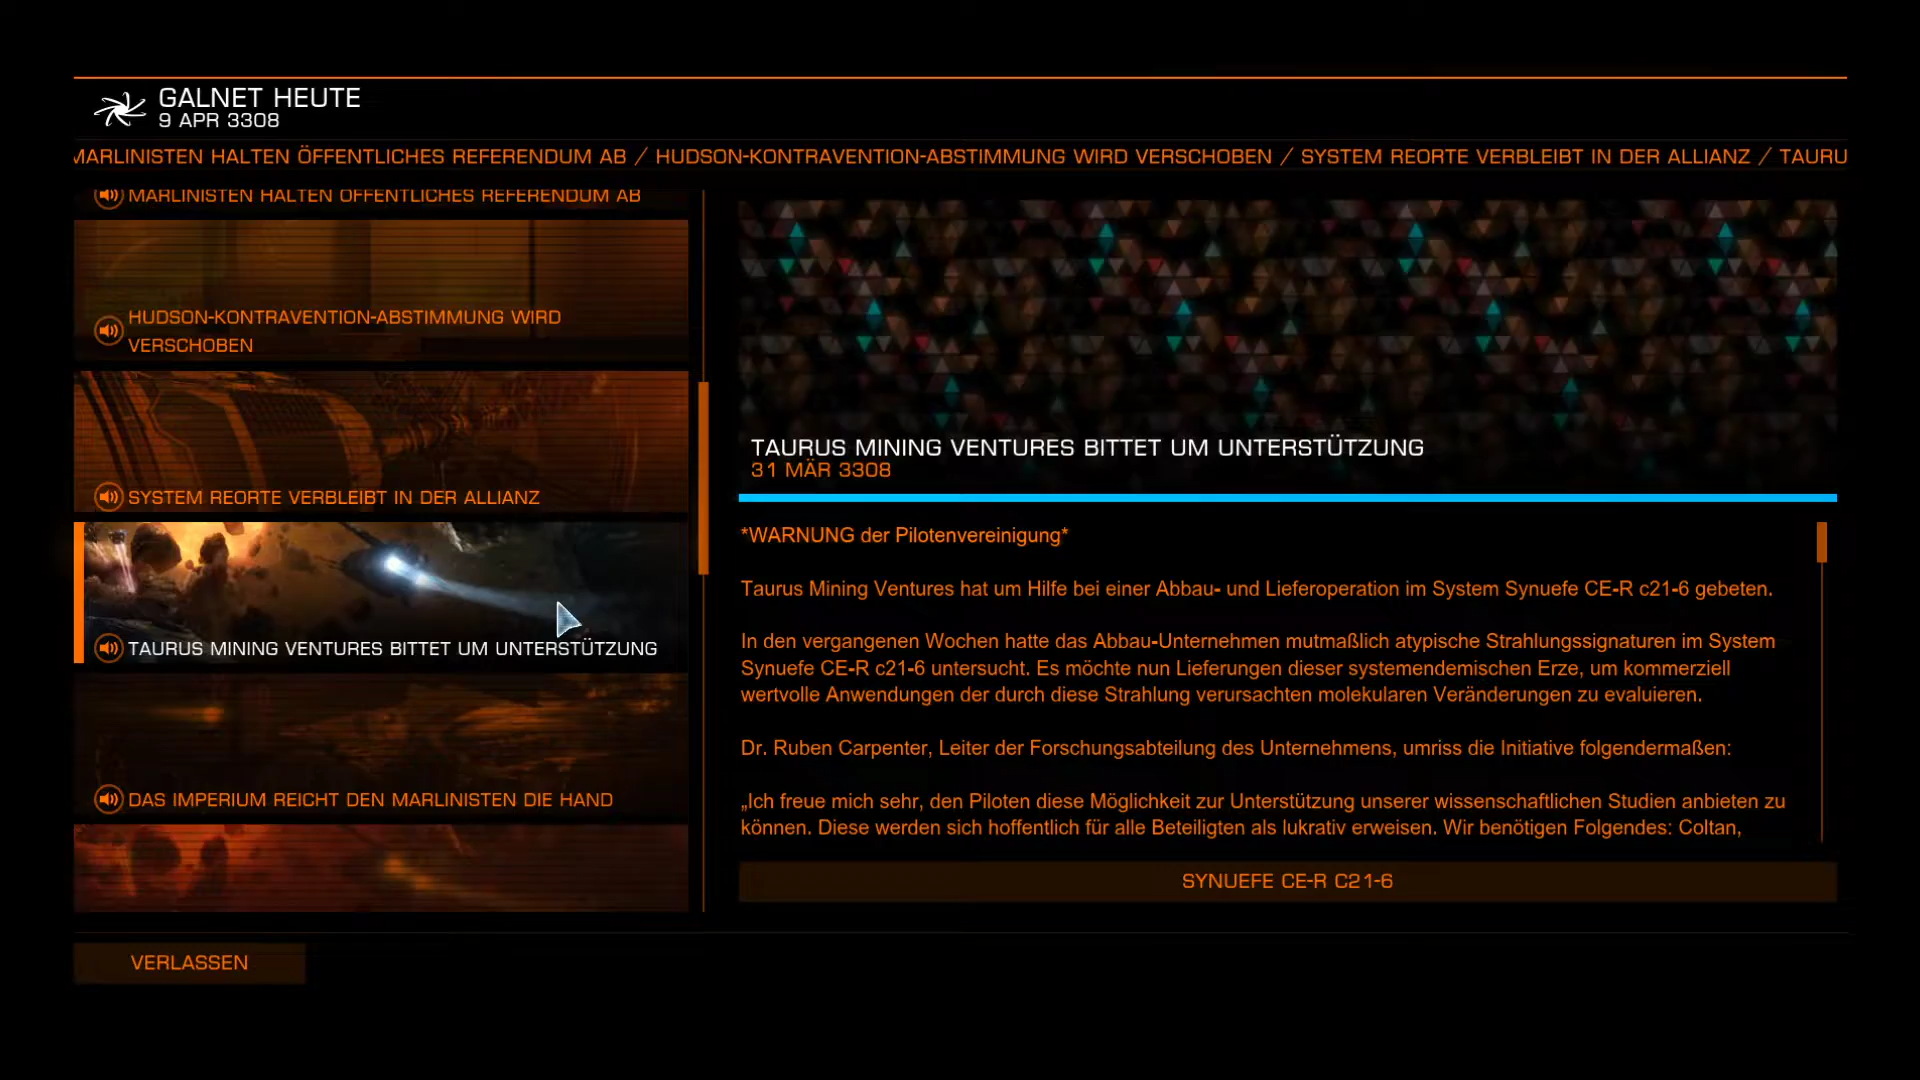 GALNET HEUTE
9 APR 3308
MARLINISTEN HALTEN ÖFFENTLICHES REFERENDUM AB / HUDSON-KONTRAVENTION-ABSTIMMUNG WIRD VERSCHOBEN / SYSTEM REORTE VERBLEIBT IN DER ALLIANZ / TAURU
MARLINISTEN HALTEN ÖFFENTLICHES REFERENDUM AB
HUDSON-KONTRAVENTION-ABSTIMMUNG WIRD
VERSCHOBEN
SYSTEM REORTE VERBLEIBT IN DER ALLIANZ
TAURUS MINING VENTURES BITTET UM UNTERSTÜTZUNG
DAS IMPERIUM REICHT DEN MARLINISTEN DIE HAND
TAURUS MINING VENTURES BITTET UM UNTERSTÜTZUNG
31 MÄR 3308
*WARNUNG der Pilotenvereinigung*
Taurus Mining Ventures hat um Hilfe bei einer Abbau- und Lieferoperation im System Synuefe CE-R c21-6 gebeten.
In den vergangenen Wochen hatte das Abbau-Unternehmen mutmaßlich atypische Strahlungssignaturen im System
Synuefe CE-R c21-6 untersucht. Es möchte nun Lieferungen dieser systemendemischen Erze, um kommerziell
wertvolle Anwendungen der durch diese Strahlung verursachten molekularen Veränderungen zu evaluieren.
Dr. Ruben Carpenter, Leiter der Forschungsabteilung des Unternehmens, umriss die Initiative folgendermaßen:
„Ich freue mich sehr, den Piloten diese Möglichkeit zur Unterstützung unserer wissenschaftlichen Studien anbieten zu
können. Diese werden sich hoffentlich für alle Beteiligten als lukrativ erweisen. Wir benötigen Folgendes: Coltan,
SYNUEFE CE-R C21-6
VERLASSEN